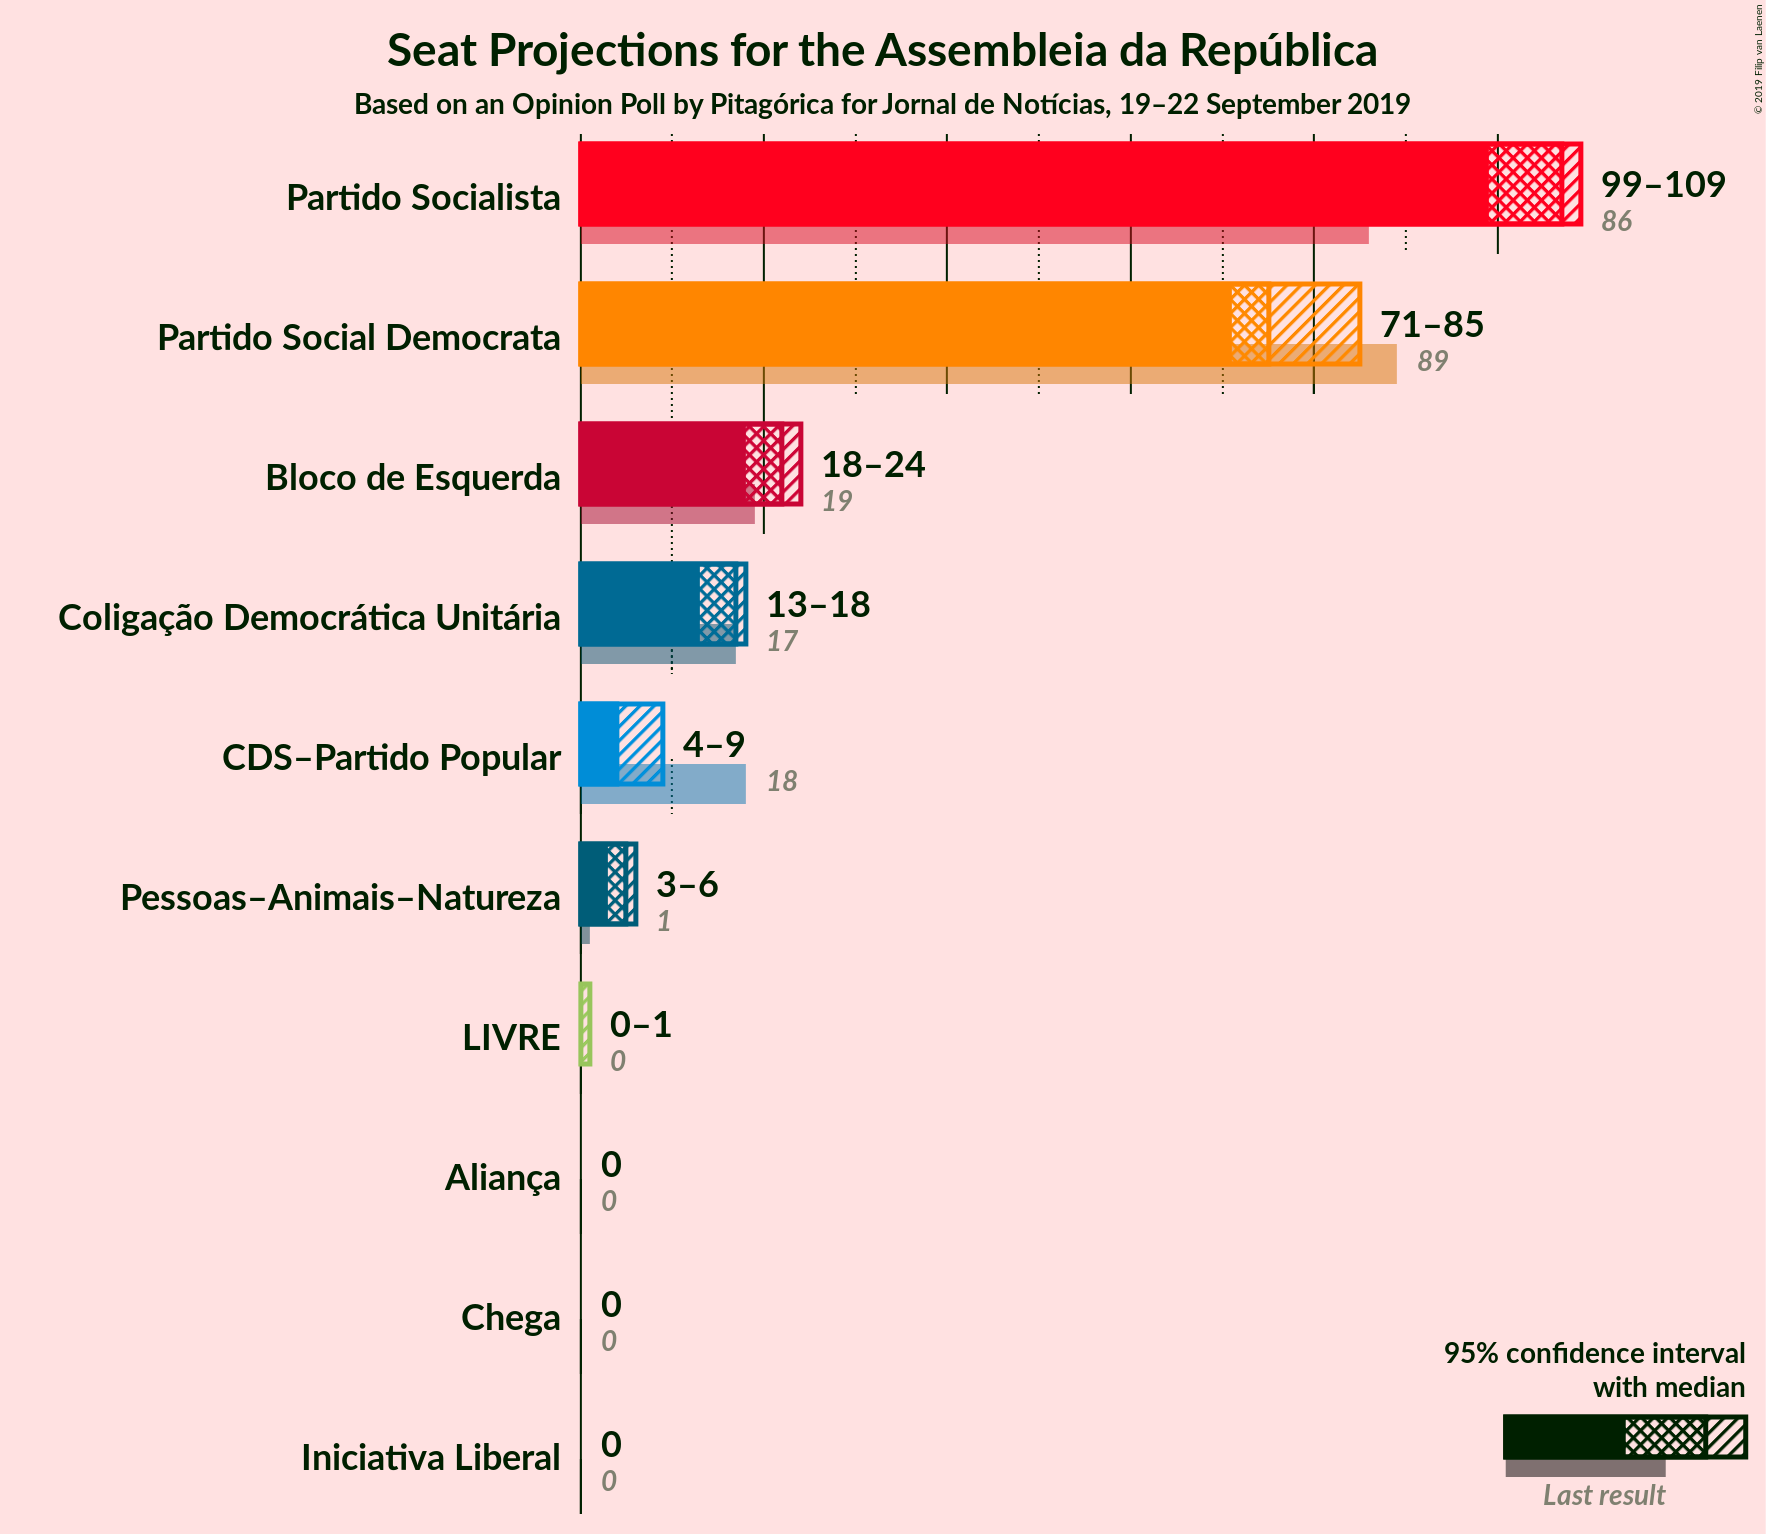 Seat Projections for the Assembleia da República
Based on an Opinion Poll by Pitagórica for Jornal de Notícias, 19–22 September 2019
© 2019 Filip van Laenen
Partido Socialista
99–109
86
Partido Social Democrata
71–85
89
Bloco de Esquerda
18–24
19
Coligação Democrática Unitária
13–18
17
CDS–Partido Popular
4–9
18
Pessoas–Animais–Natureza
3–6
1
LIVRE
0–1
0
Aliança
0
0
Chega
0
0
Iniciativa Liberal
0
0
95% confidence interval
with median
Last result